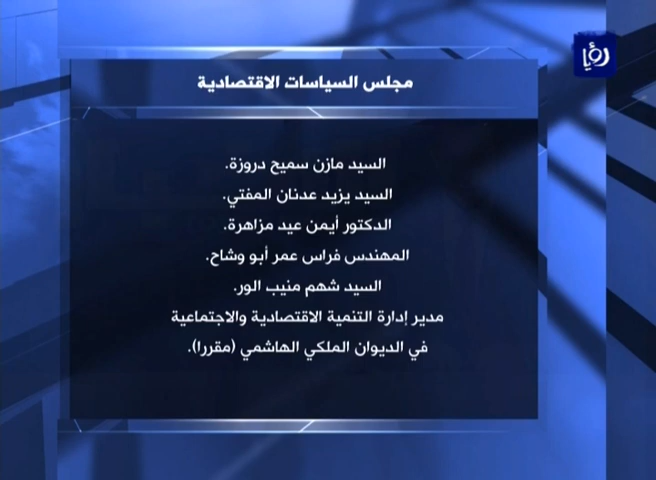 رؤيا
مجلس السياسات الاقتصادية
السيد مازن سميح دروزة.
السيد يزيد عدنان المفتي.
الدكتور أيمن عيد مزاهرة.
المهندس فراس عمر أبو وشاح.
السيد شهم منيب الور.
مدير إدارة التنمية الاقتصادية والاجتماعية
في الديوان الملكي الهاشمي (مقررا).